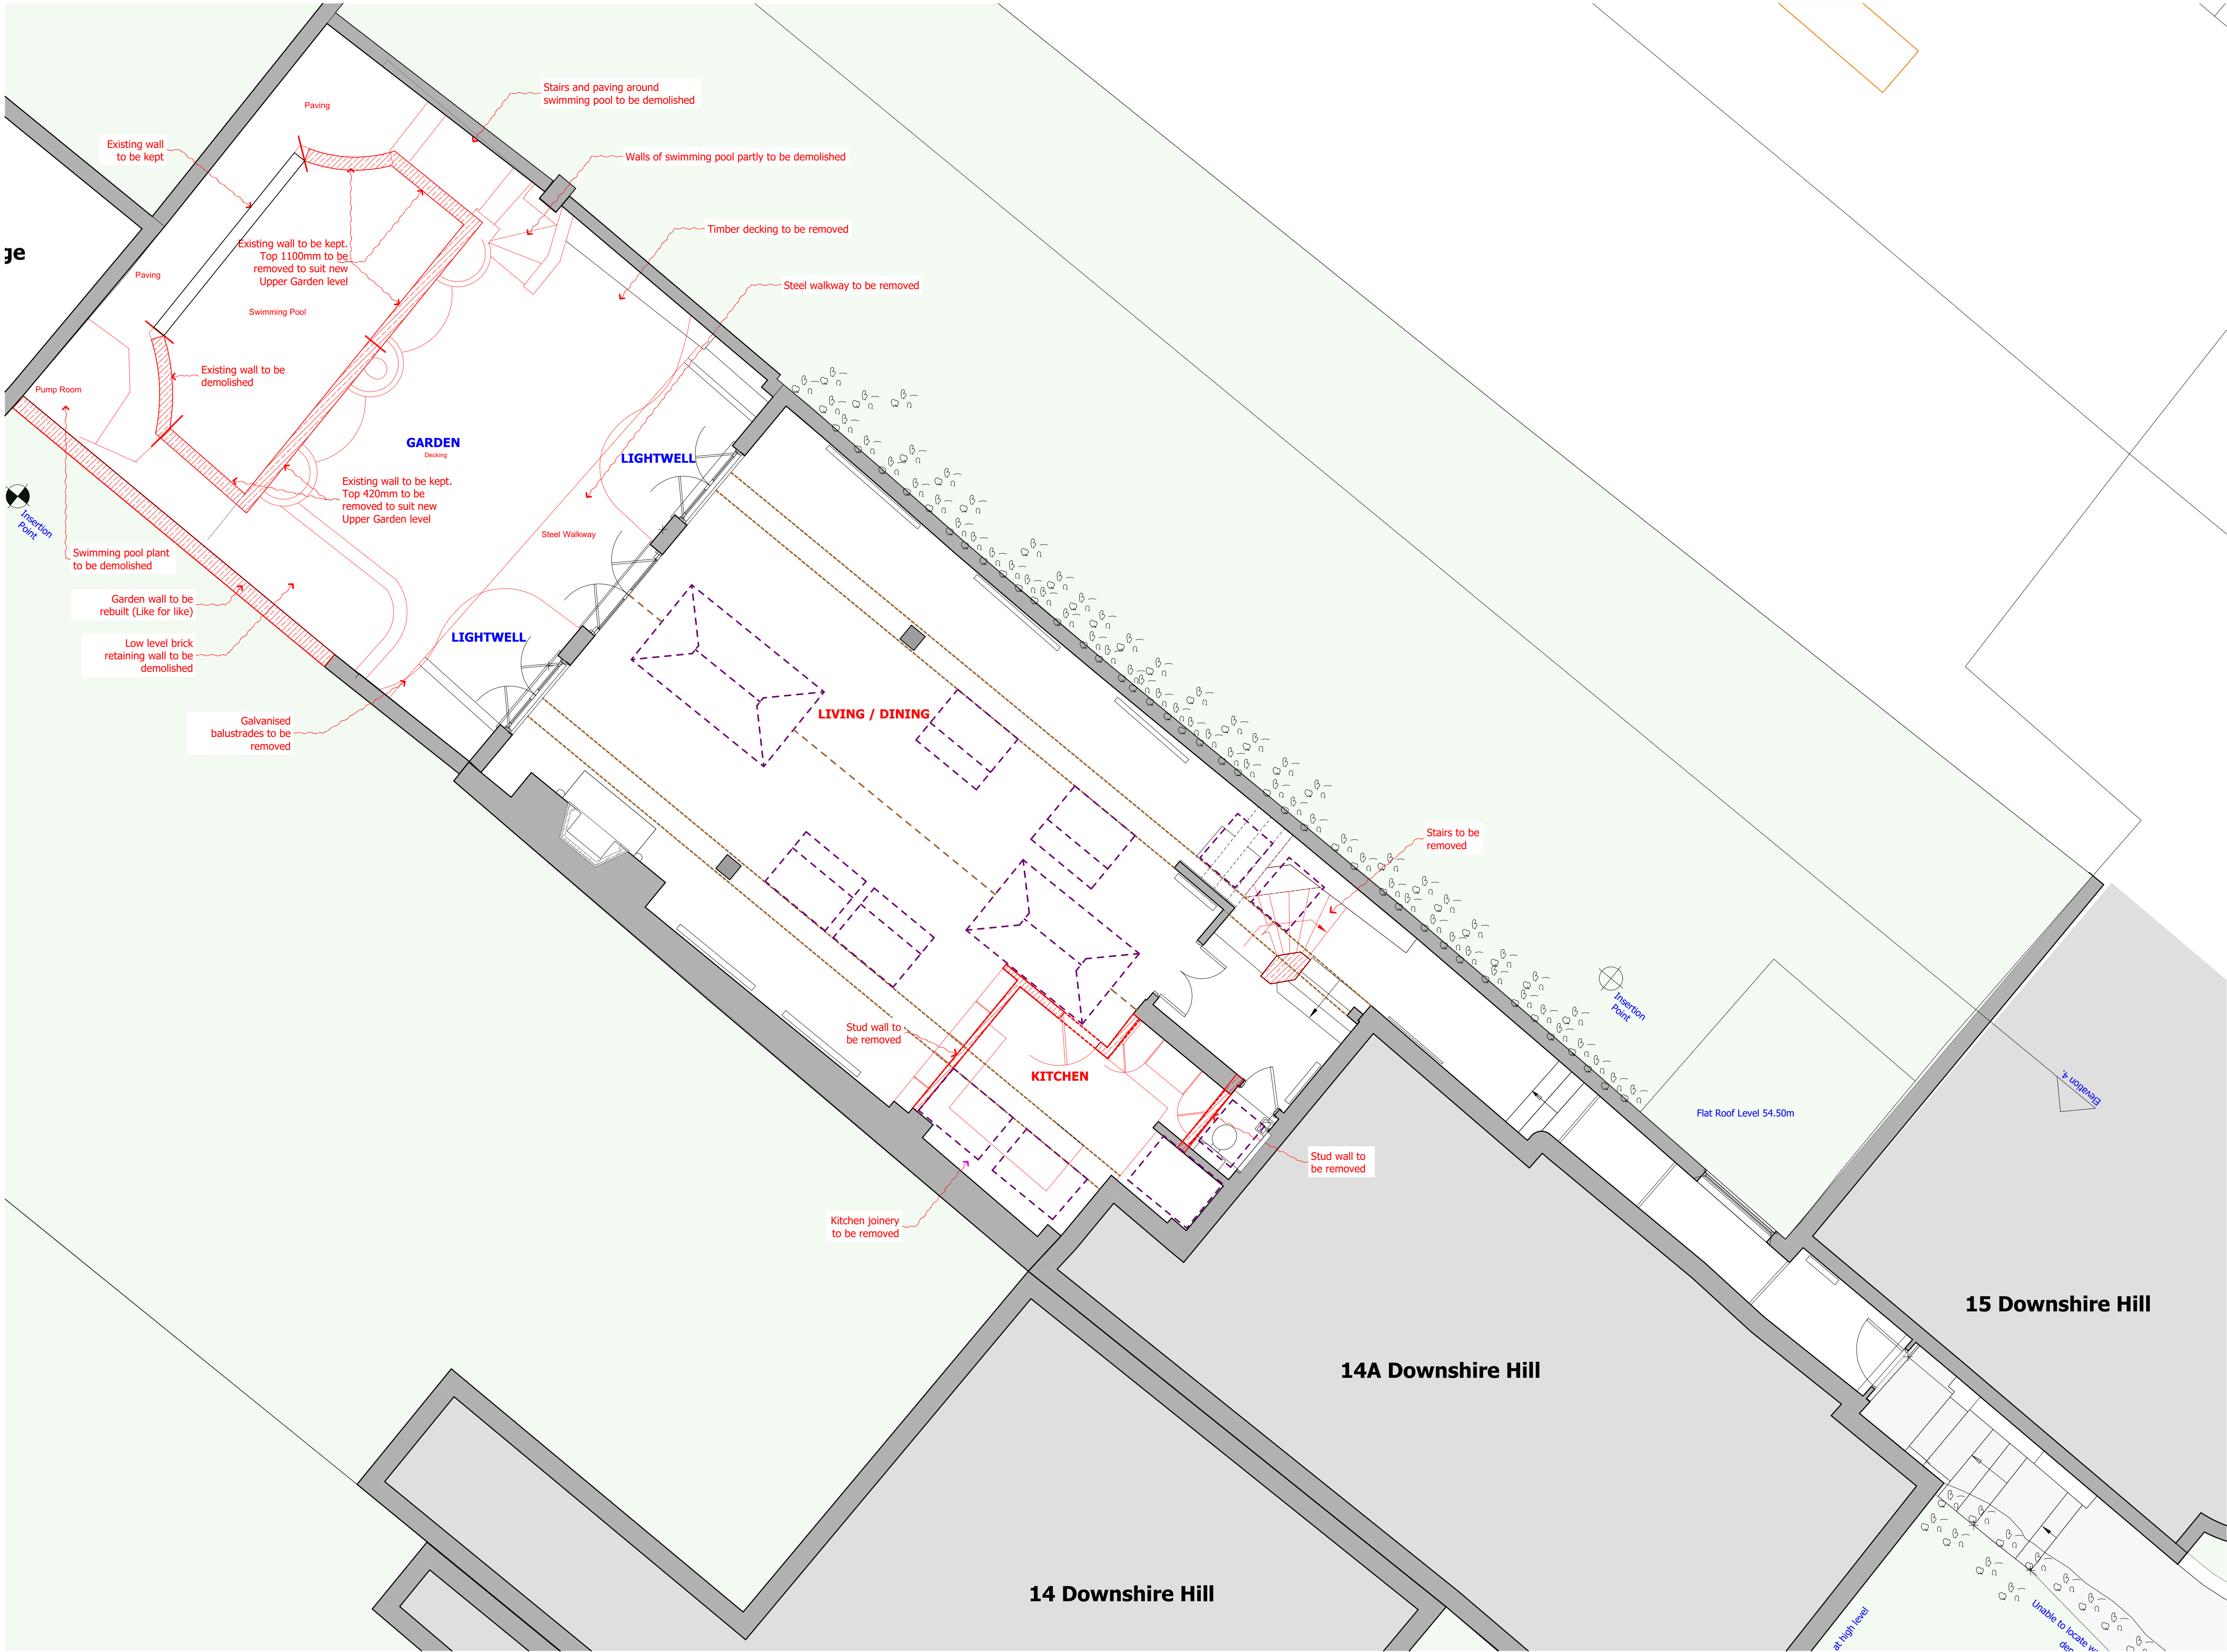 Stairs and paving around
swimming pool to be demolished
Paving
Existing wall
to be kept
Walls of swimming pool partly to be demolished
Timber decking to be removed
ge
Existing wall to be kept.
Top 1100mm to be
removed to suit new
Upper Garden level
Paving
Steel walkway to be removed
Swimming Pool
Existing wall to be
demolished
Pump Room
GARDEN
Decking
LIGHTWELL
Existing wall to be kept.
Top 420mm to be
removed to suit new
Upper Garden level
Insertion
Point
Steel Walkway
Swimming pool plant
to be demolished
Garden wall to be
rebuilt (Like for like)
LIGHTWELL
Low level brick
retaining wall to be
demolished
Galvanised
balustrades to be
removed
LIVING / DINING
Stairs to be
removed
Insertion
Point
Stud wall to
be removed
KITCHEN
Elevation 4,
Flat Roof Level 54.50m
Stud wall to
be removed
Kitchen joinery
to be removed
15 Downshire Hill
14A Downshire Hill
14 Downshire Hill
at high level
Unable to locate